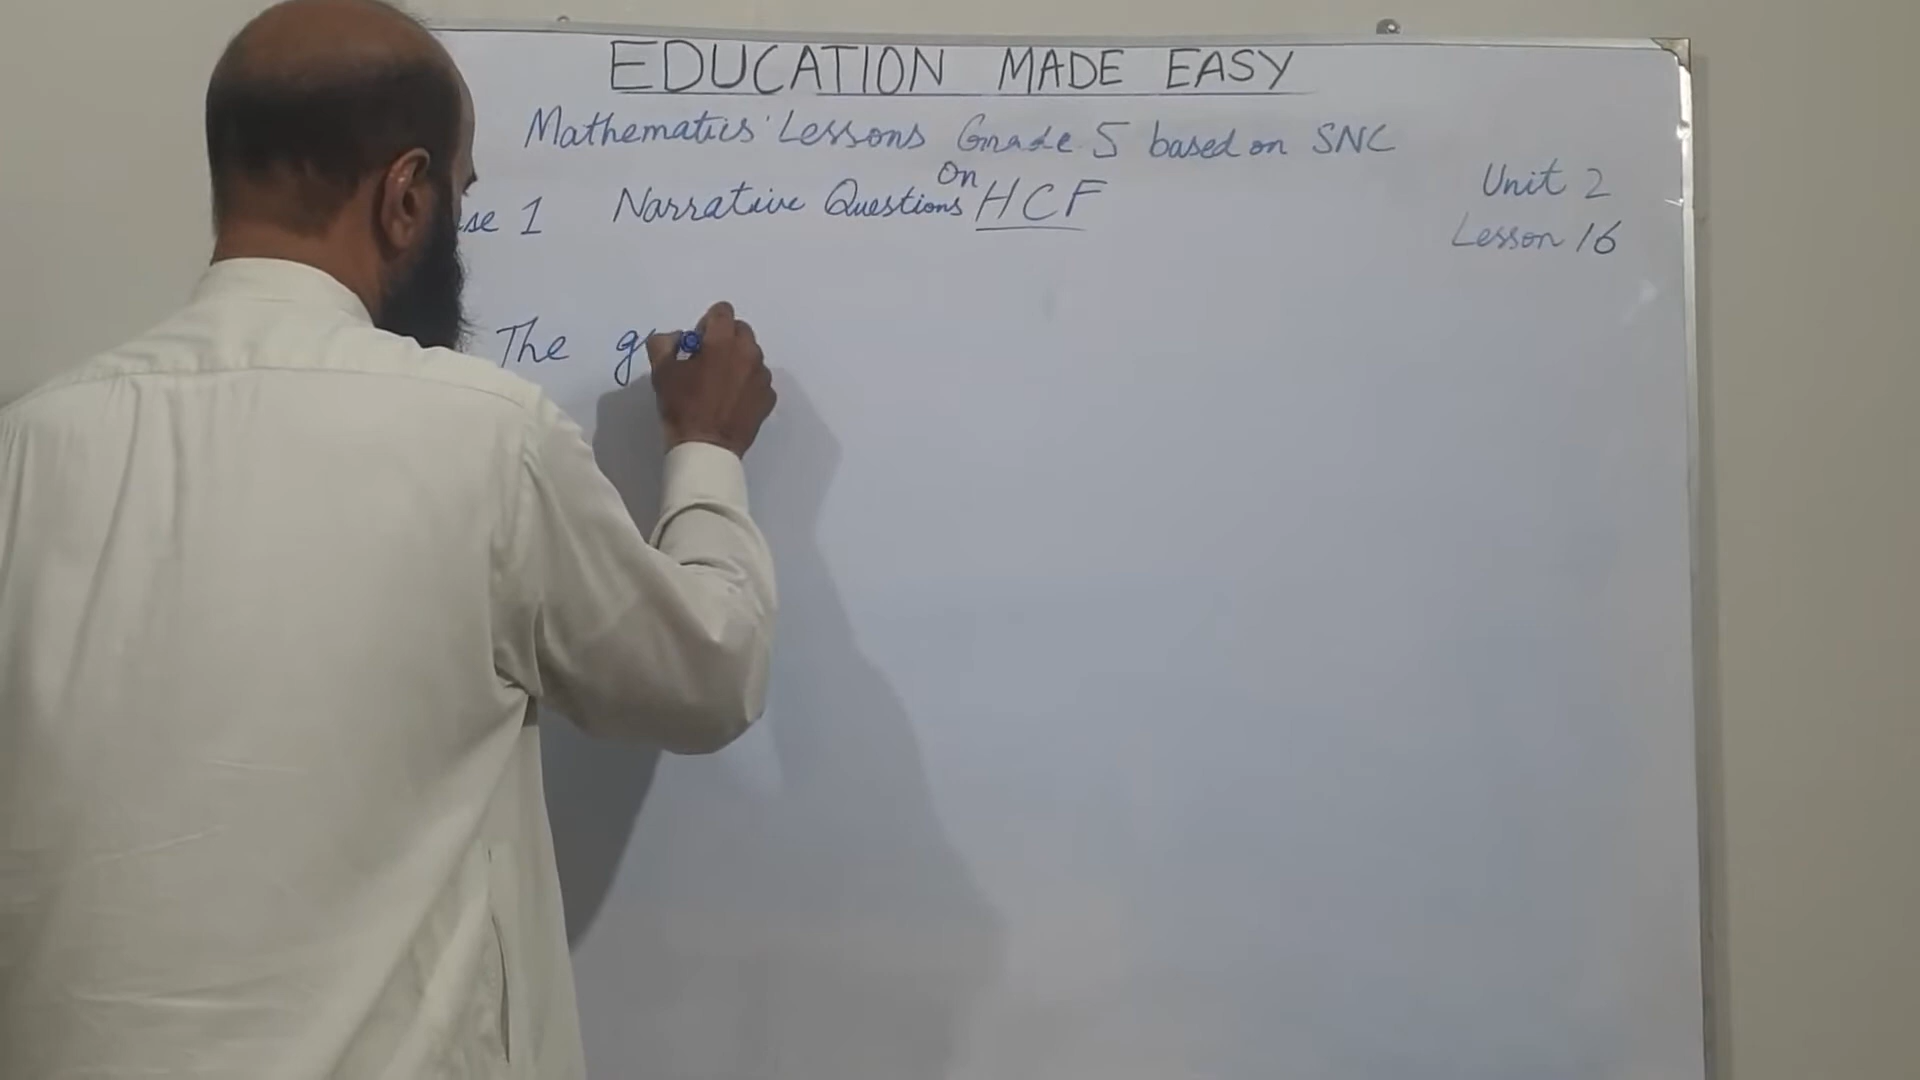 EDUCATION MADE EASY
Mathematics Lessons Grade 5 based on SNC
Unit 2
1 Narrative Questions On HCF
Lesson 16
The